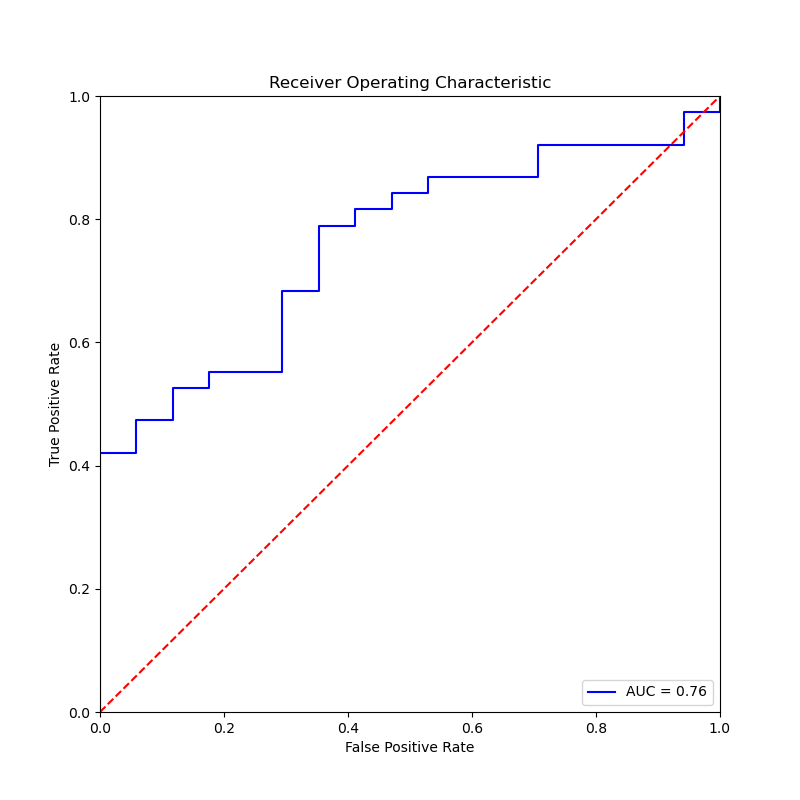 Receiver Operating Characteristic
1.0
0.8
0.6
0.4
0.2
0.0
True Positive Rate
AUC = 0.76
0.0 0.2 0.4 0.6 0.8 1.0
False Positive Rate